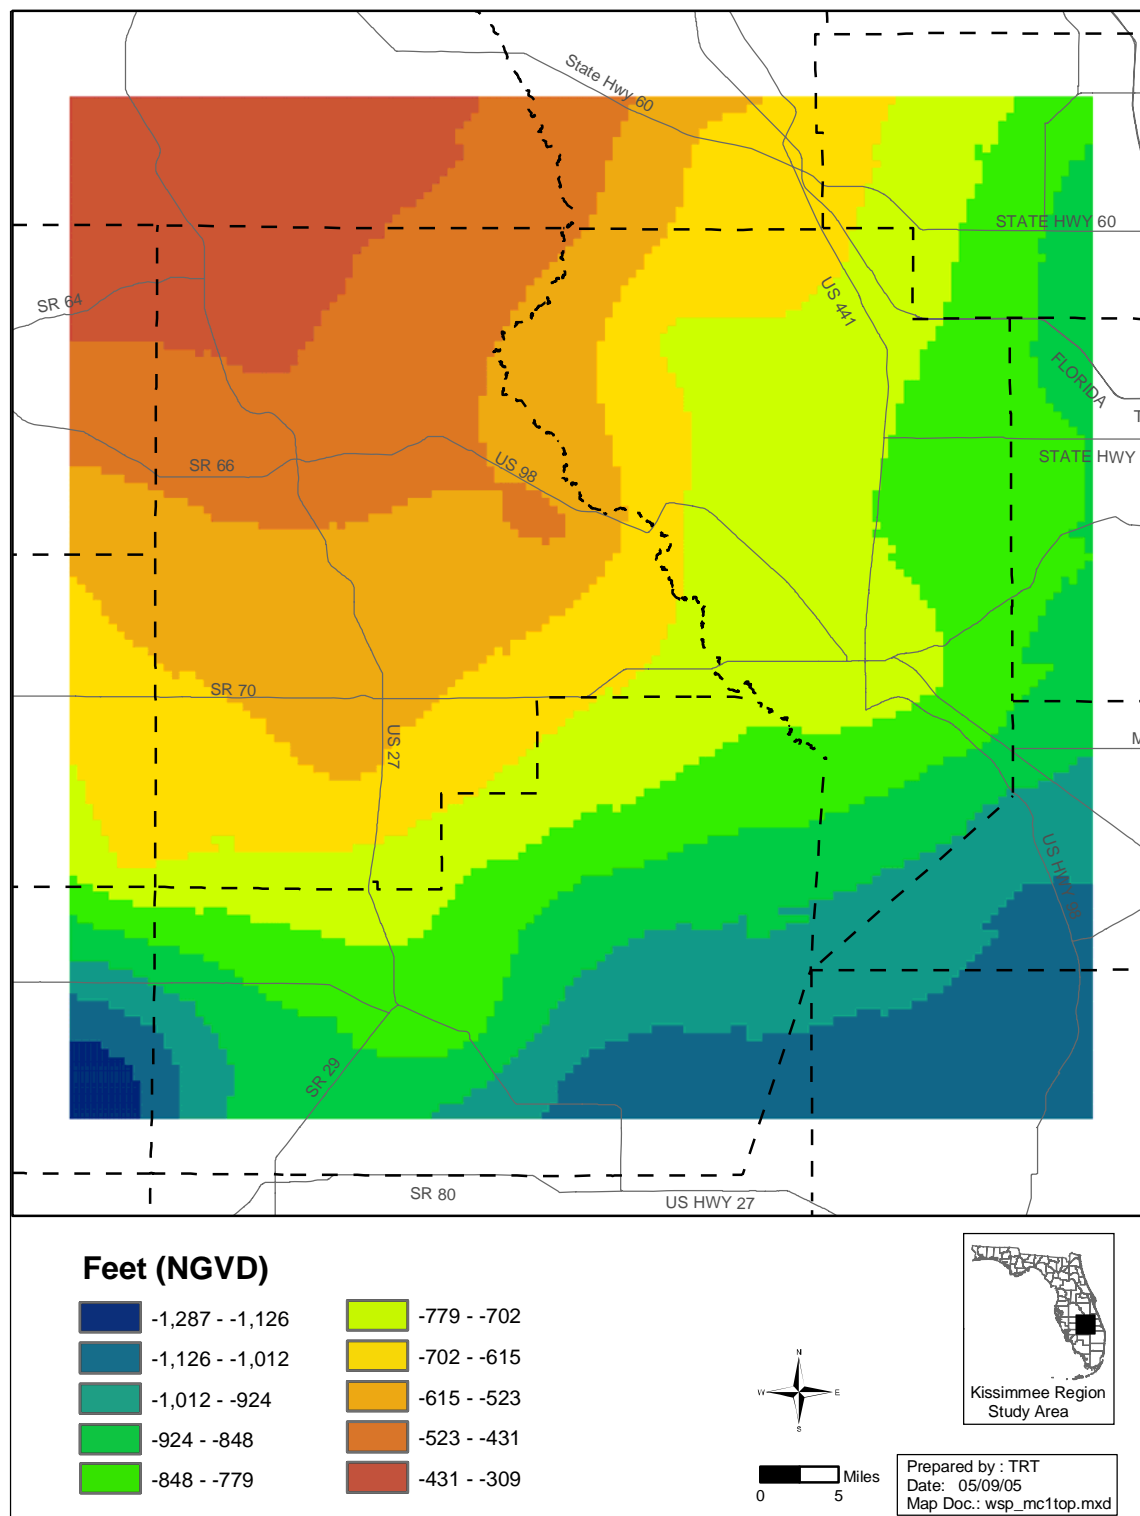 State Hwy 60
STATE HWY 60
SR 64
US 441
FLORIDA
T
SR 66
US 98
STATE HWY
SR 70
US 27
M
US HWY 98
SR 29
SR 80
US HWY 27
Feet (NGVD)
-1,287 - -1,126
-1,126 - -1,012
-1,012 - -924
-924 - -848
-848 - -779
-779 - -702
-702 - -615
-615 - -523
-523 - -431
-431 - -309
N
W
E
S
Miles
0 5
Kissimmee Region
Study Area
Prepared by : TRT
Date: 05/09/05
Map Doc.: wsp_mc1top.mxd